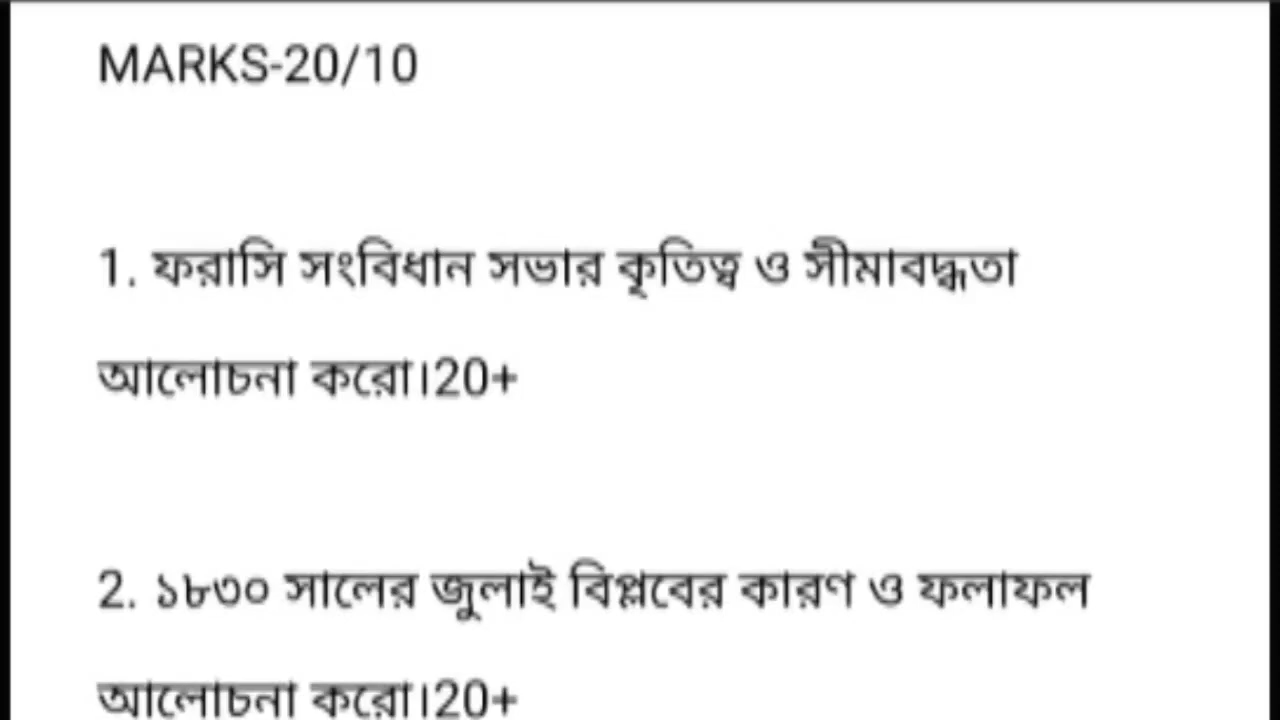 MARKS-20/10
1. ফরাসি সংবিধান সভার কৃতিত্ব ও সীমাবদ্ধতা
আলোচনা করো।20+
2. ১৮৩০ সালের জুলাই বিপ্লবের কারণ ও ফলাফল
আলোচনা করো।20+